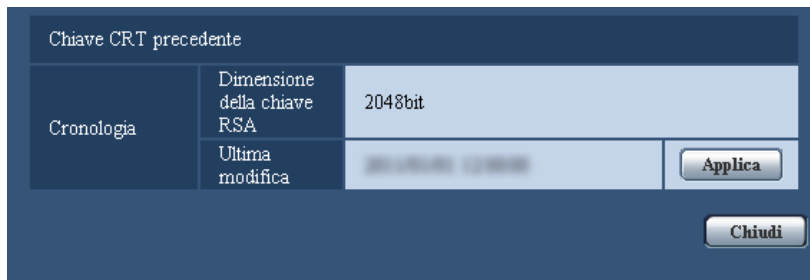 Chiave CRT precedente
Cronologia
Dimensione
della chiave
RSA
2048bit
Ultima
modifica
Applica
Chiudi